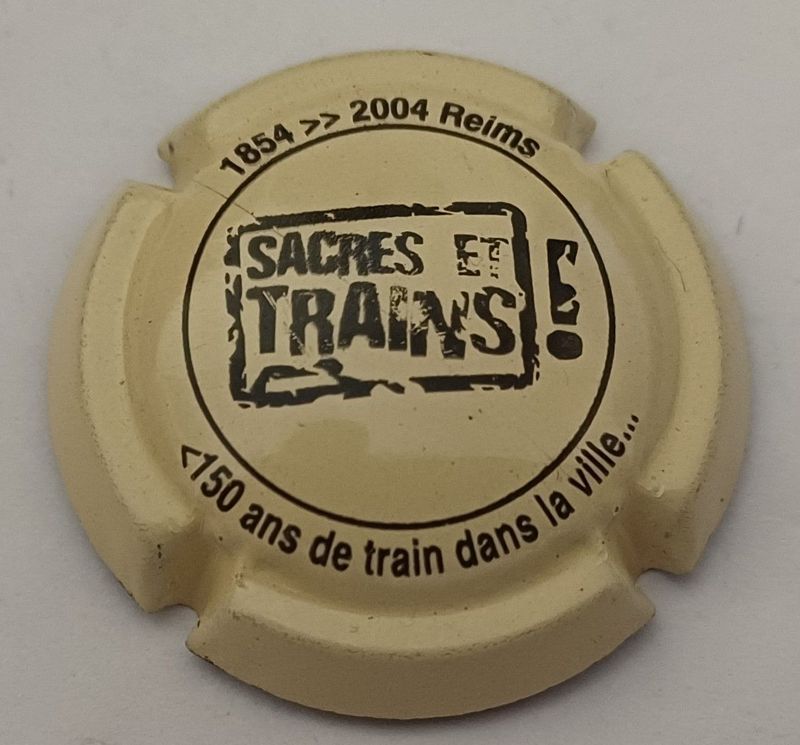 1854 >> 2004 Reims
SACRES ET
TRAINS !
<150 ans de train dans la ville...